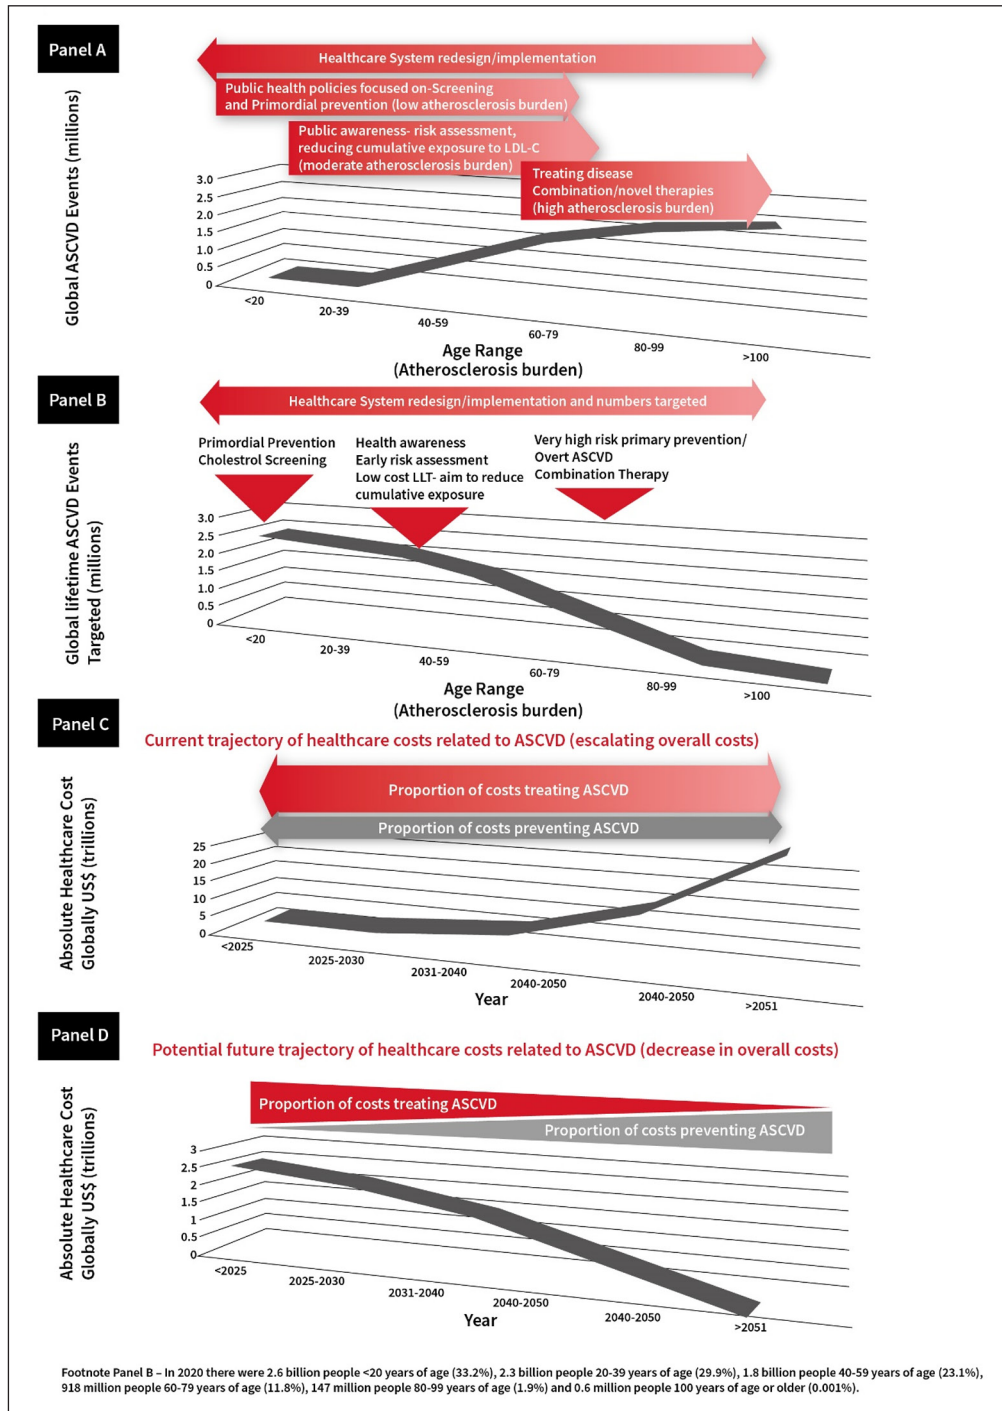 Panel A
Global ASCVD Events (millions)
Healthcare System redesign/implementation
Public health policies focused on-Screening
and Primordial prevention (low atherosclerosis burden)
Public awareness- risk assessment,
reducing cumulative exposure to LDL-C
(moderate atherosclerosis burden)
Treating disease
Combination/novel therapies
(high atherosclerosis burden)
3.0
2.5
2.0
1.5
1.0
0.5
0
<20
20-39
40-59
60-79
80-99
>100
Age Range
(Atherosclerosis burden)
Panel B
Global lifetime ASCVD Events
Targeted (millions)
Healthcare System redesign/implementation and numbers targeted
Primordial Prevention
Cholestrol Screening
Health awareness
Early risk assessment
Low cost LLT- aim to reduce
cumulative exposure
Very high risk primary prevention/
Overt ASCVD
Combination Therapy
3.0
2.5
2.0
1.5
1.0
0.5
0
<20
20-39
40-59
60-79
80-99
>100
Age Range
(Atherosclerosis burden)
Panel C
Current trajectory of healthcare costs related to ASCVD (escalating overall costs)
Absolute Healthcare Cost
Globally US$ (trillions)
Proportion of costs treating ASCVD
Proportion of costs preventing ASCVD
25
20
15
10
5
0
<2025
2025-2030
2031-2040
2040-2050
2040-2050
>2051
Year
Panel D
Potential future trajectory of healthcare costs related to ASCVD (decrease in overall costs)
Absolute Healthcare Cost
Globally US$ (trillions)
Proportion of costs treating ASCVD
Proportion of costs preventing ASCVD
3
2.5
2
1.5
1
0.5
0
<2025
2025-2030
2031-2040
2040-2050
2040-2050
>2051
Year
Footnote Panel B – In 2020 there were 2.6 billion people <20 years of age (33.2%), 2.3 billion people 20-39 years of age (29.9%), 1.8 billion people 40-59 years of age (23.1%),
918 million people 60-79 years of age (11.8%), 147 million people 80-99 years of age (1.9%) and 0.6 million people 100 years of age or older (0.001%).